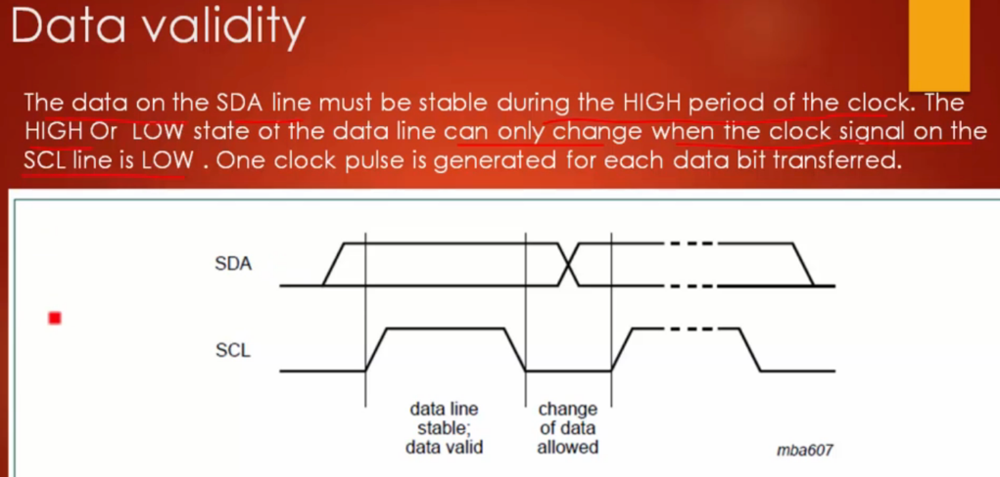 Data validity
The data on the SDA line must be stable during the HIGH period of the clock. The
HIGH Or LOW state of the data line can only change when the clock signal on the
SCL line is LOW . One clock pulse is generated for each data bit transferred.
SDA
SCL
data line
stable;
data valid
change
of data
allowed
mba607